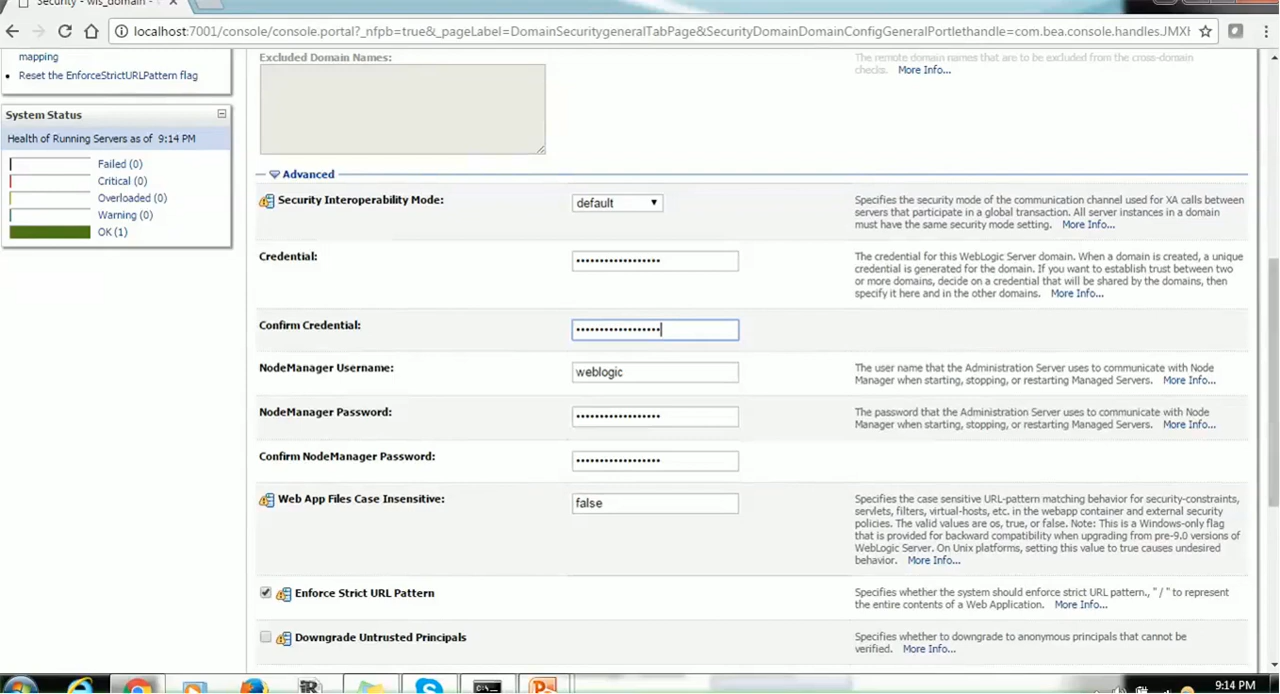 Security - wls_domain -
localhost:7001/console/console.portal?_nfpb=true&_pageLabel=DomainSecuritygeneralTabPage&SecurityDomainDomainConfigGeneralPortlethandle=com.bea.console.handles.JMXH
mapping
Reset the EnforceStrictURLPattern flag
System Status
Health of Running Servers as of 9:14 PM
Failed (0)
Critical (0)
Overloaded (0)
Warning (0)
OK (1)
Excluded Domain Names:
The remote domain names that are to be excluded from the cross-domain
checks. More Info...
Advanced
Security Interoperability Mode:
default
Specifies the security mode of the communication channel used for XA calls between
servers that participate in a global transaction. All server instances in a domain
must have the same security mode setting. More Info...
Credential:
••••••••••••••••••
The credential for this WebLogic Server domain. When a domain is created, a unique
credential is generated for the domain. If you want to establish trust between two
or more domains, decide on a credential that will be shared by the domains, then
specify it here and in the other domains. More Info...
Confirm Credential:
••••••••••••••••••
NodeManager Username:
weblogic
The user name that the Administration Server uses to communicate with Node
Manager when starting, stopping, or restarting Managed Servers. More Info...
NodeManager Password:
••••••••••••••••••
The password that the Administration Server uses to communicate with Node
Manager when starting, stopping, or restarting Managed Servers. More Info...
Confirm NodeManager Password:
••••••••••••••••••
Web App Files Case Insensitive:
false
Specifies the case sensitive URL-pattern matching behavior for security-constraints,
servlets, filters, virtual-hosts, etc. in the webapp container and external security
policies. The valid values are os, true, or false. Note: This is a Windows-only flag
that is provided for backward compatibility when upgrading from pre-9.0 versions of
WebLogic Server. On Unix platforms, setting this value to true causes undesired
behavior. More Info...
Enforce Strict URL Pattern
Specifies whether the system should enforce strict URL pattern., " / " to represent
the entire contents of a Web Application. More Info...
Downgrade Untrusted Principals
Specifies whether to downgrade to anonymous principals that cannot be
verified. More Info...
9:14 PM